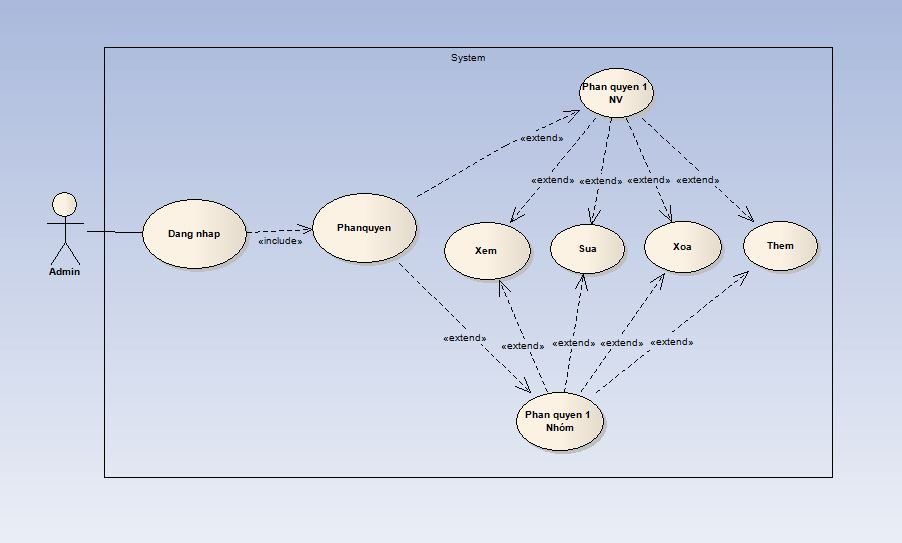 System
Phan quyen 1
NV
«extend»
«extend»
«extend»
«extend»
«extend»
Admin
Dang nhap
«include»
Phanquyen
Xem
Sua
Xoa
Them
«extend»
«extend»
«extend»
«extend»
«extend»
Phan quyen 1
Nhóm